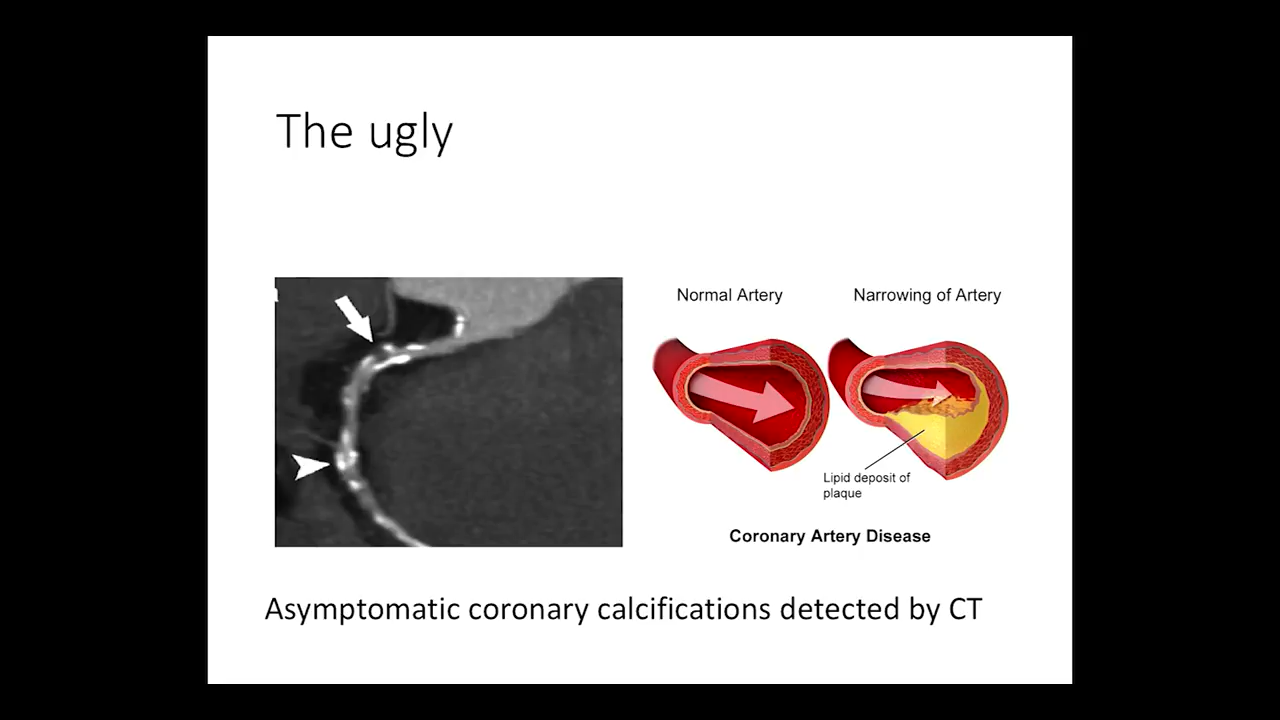 The ugly
Normal Artery
Narrowing of Artery
Lipid deposit of
plaque
Coronary Artery Disease
Asymptomatic coronary calcifications detected by CT